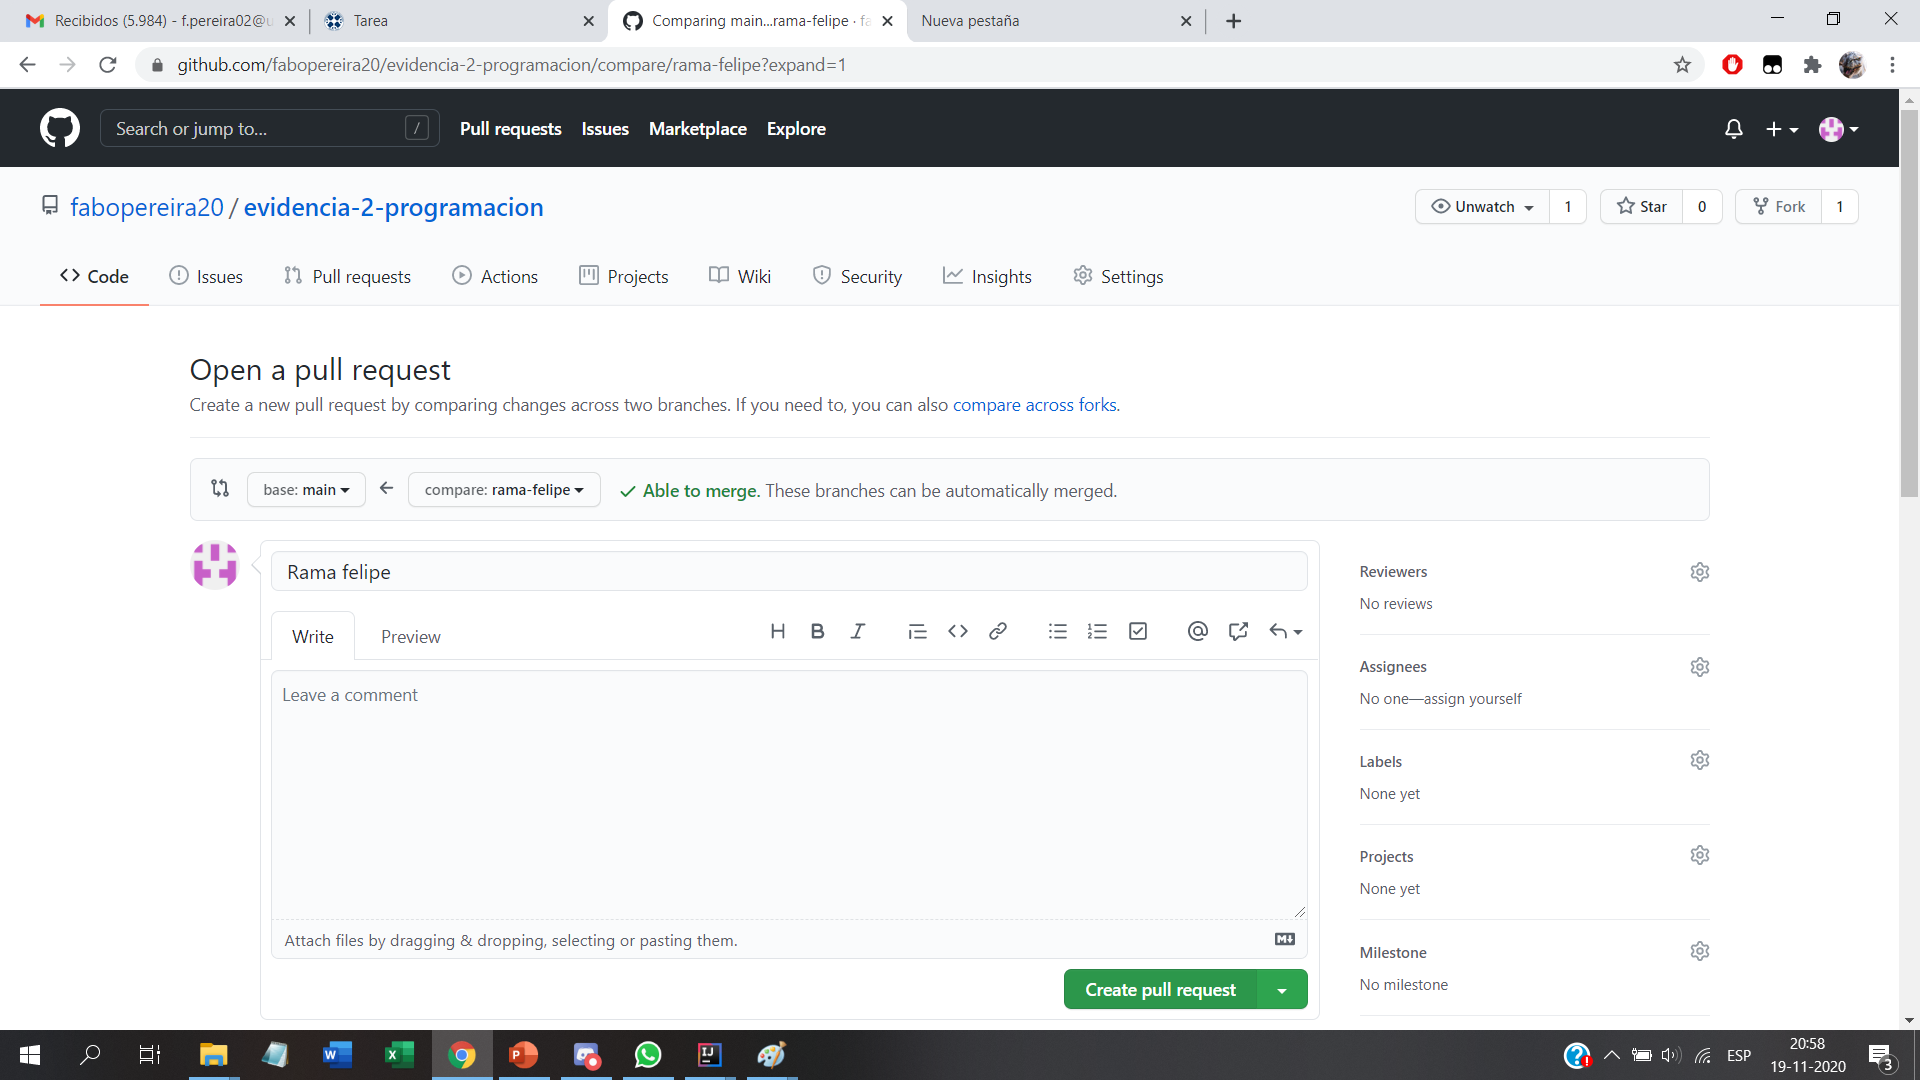 Recibidos (5.984) - f.pereira02@u
Tarea
Comparing main...rama-felipe · fa
Nueva pestaña
github.com/fabopereira20/evidencia-2-programacion/compare/rama-felipe?expand=1
Search or jump to... /
Pull requests Issues Marketplace Explore
fabopereira20 / evidencia-2-programacion
Unwatch 1 Star 0 Fork 1
Code Issues Pull requests Actions Projects Wiki Security Insights Settings
Open a pull request
Create a new pull request by comparing changes across two branches. If you need to, you can also compare across forks.
base: main compare: rama-felipe Able to merge. These branches can be automatically merged.
Rama felipe
Write Preview
H B I
Leave a comment
Attach files by dragging & dropping, selecting or pasting them.
Create pull request
Reviewers
No reviews
Assignees
No one—assign yourself
Labels
None yet
Projects
None yet
Milestone
No milestone
ESP
20:58
19-11-2020
3